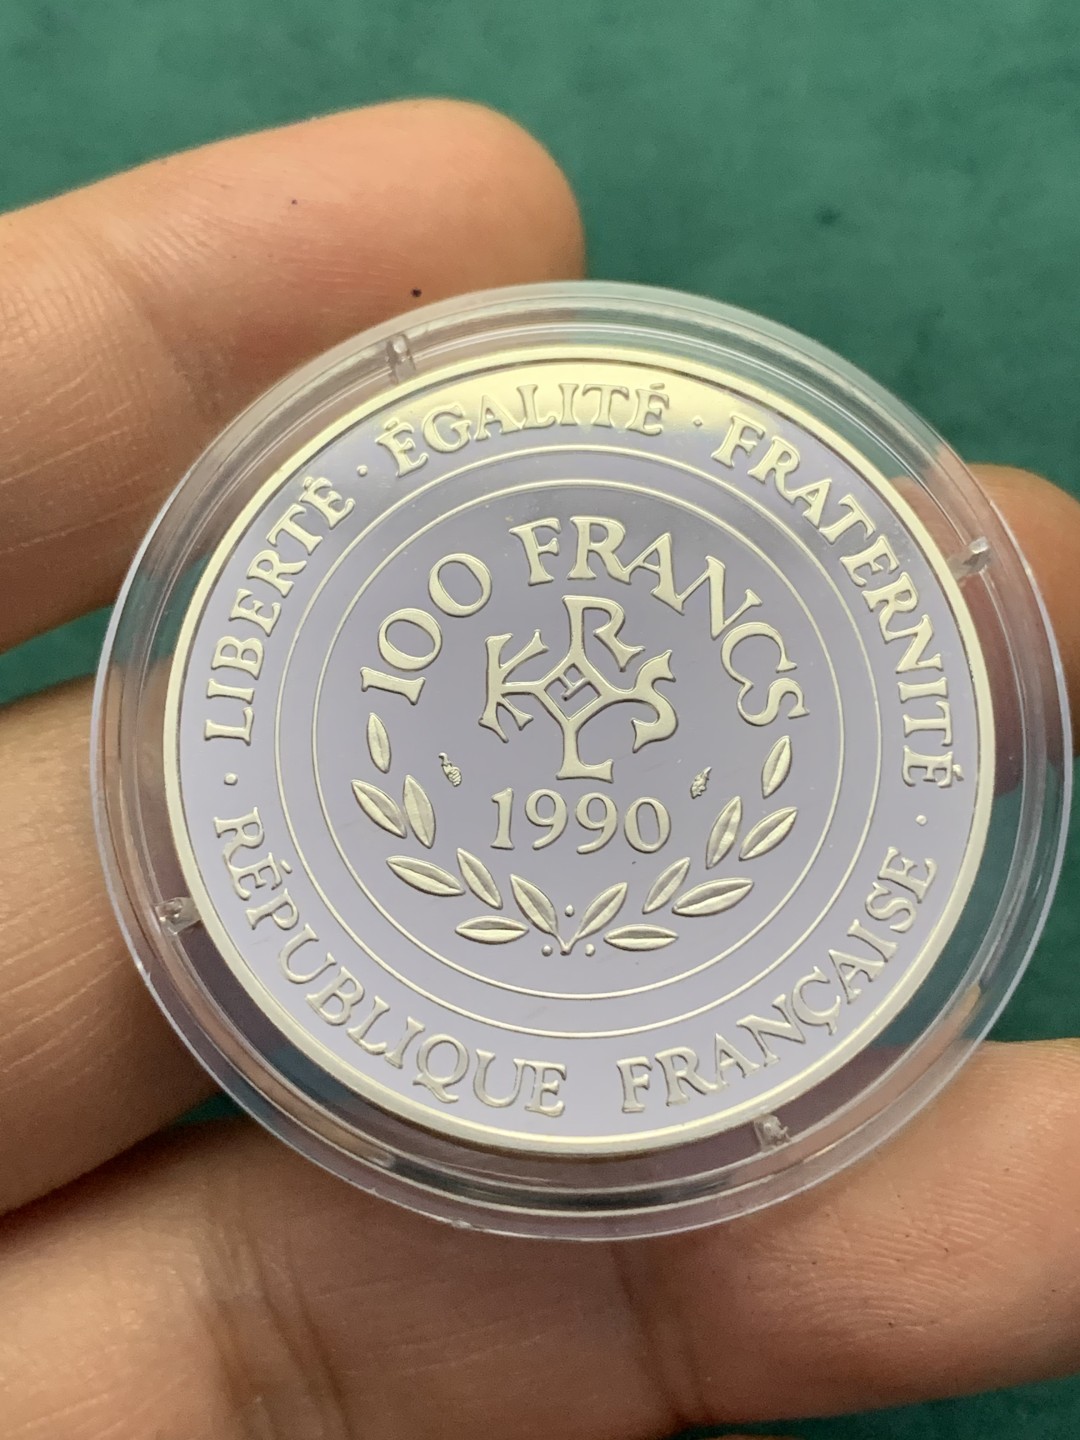 · LIBERTÉ · ÉGALITÉ · FRATERNITÉ ·
100 FRANCS
K R L S
1990
RÉPUBLIQUE FRANÇAISE